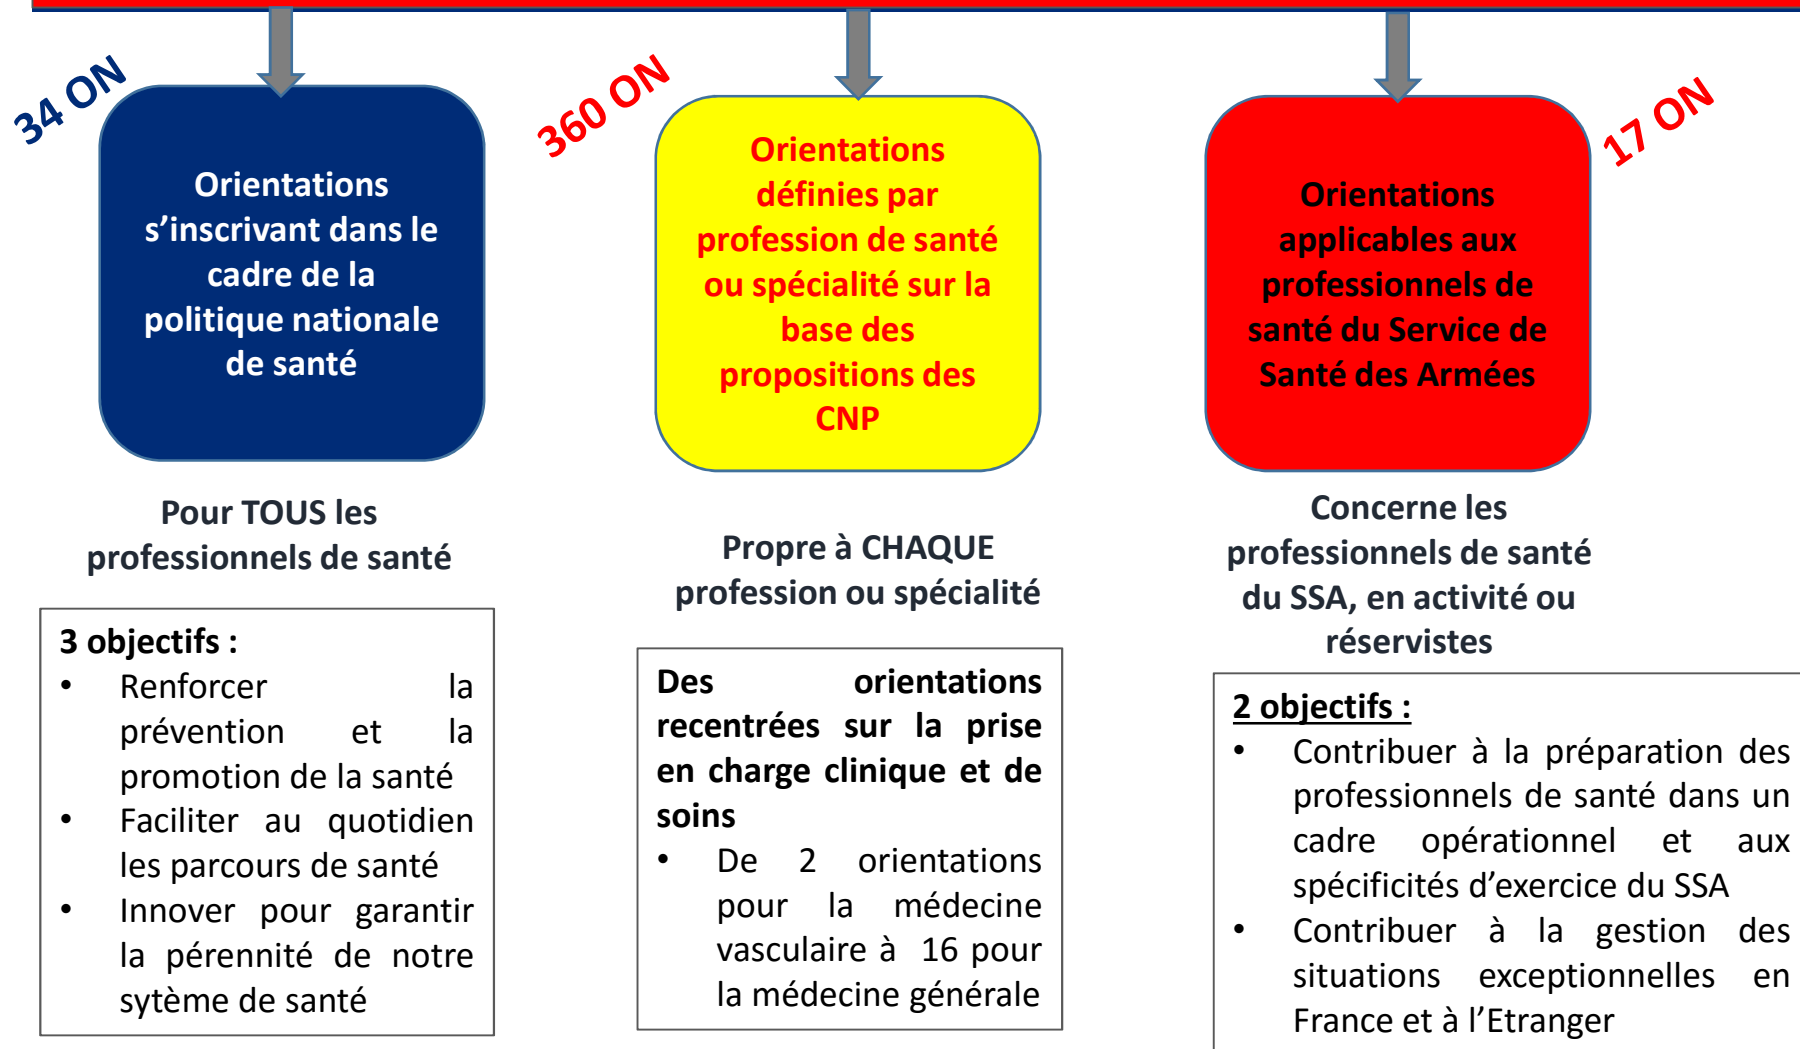 34 ON
Orientations
s’inscrivant dans le
cadre de la
politique nationale
de santé
Pour TOUS les
professionnels de santé
3 objectifs :
• Renforcer la
prévention et la
promotion de la santé
• Faciliter au quotidien
les parcours de santé
• Innover pour garantir
la pérennité de notre
sytème de santé
360 ON
Orientations
définies par
profession de santé
ou spécialité sur la
base des
propositions des
CNP
Propre à CHAQUE
profession ou spécialité
Des orientations
recentrées sur la prise
en charge clinique et de
soins
• De 2 orientations
pour la médecine
vasculaire à 16 pour
la médecine générale
17 ON
Orientations
applicables aux
professionnels de
santé du Service de
Santé des Armées
Concerne les
professionnels de santé
du SSA, en activité ou
réservistes
2 objectifs :
• Contribuer à la préparation des
professionnels de santé dans un
cadre opérationnel et aux
spécificités d’exercice du SSA
• Contribuer à la gestion des
situations exceptionnelles en
France et à l’Etranger